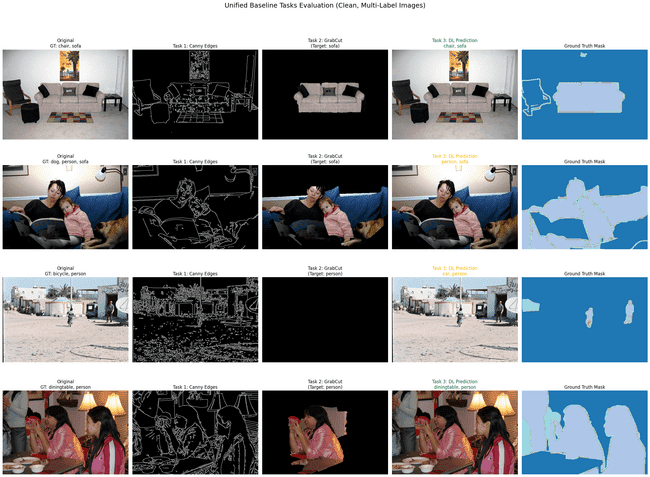 Unified Baseline Tasks Evaluation (Clean, Multi-Label Images)
Original
GT: chair, sofa
Task 1: Canny Edges
Task 2: GrabCut
(Target: sofa)
Task 3: DL Prediction
chair, sofa
Ground Truth Mask
Original
GT: dog, person, sofa
Task 1: Canny Edges
Task 2: GrabCut
(Target: sofa)
Task 3: DL Prediction
person, sofa
Ground Truth Mask
Original
GT: bicycle, person
Task 1: Canny Edges
Task 2: GrabCut
(Target: person)
Task 3: DL Prediction
car, person
Ground Truth Mask
Original
GT: diningtable, person
Task 1: Canny Edges
Task 2: GrabCut
(Target: person)
Task 3: DL Prediction
diningtable, person
Ground Truth Mask